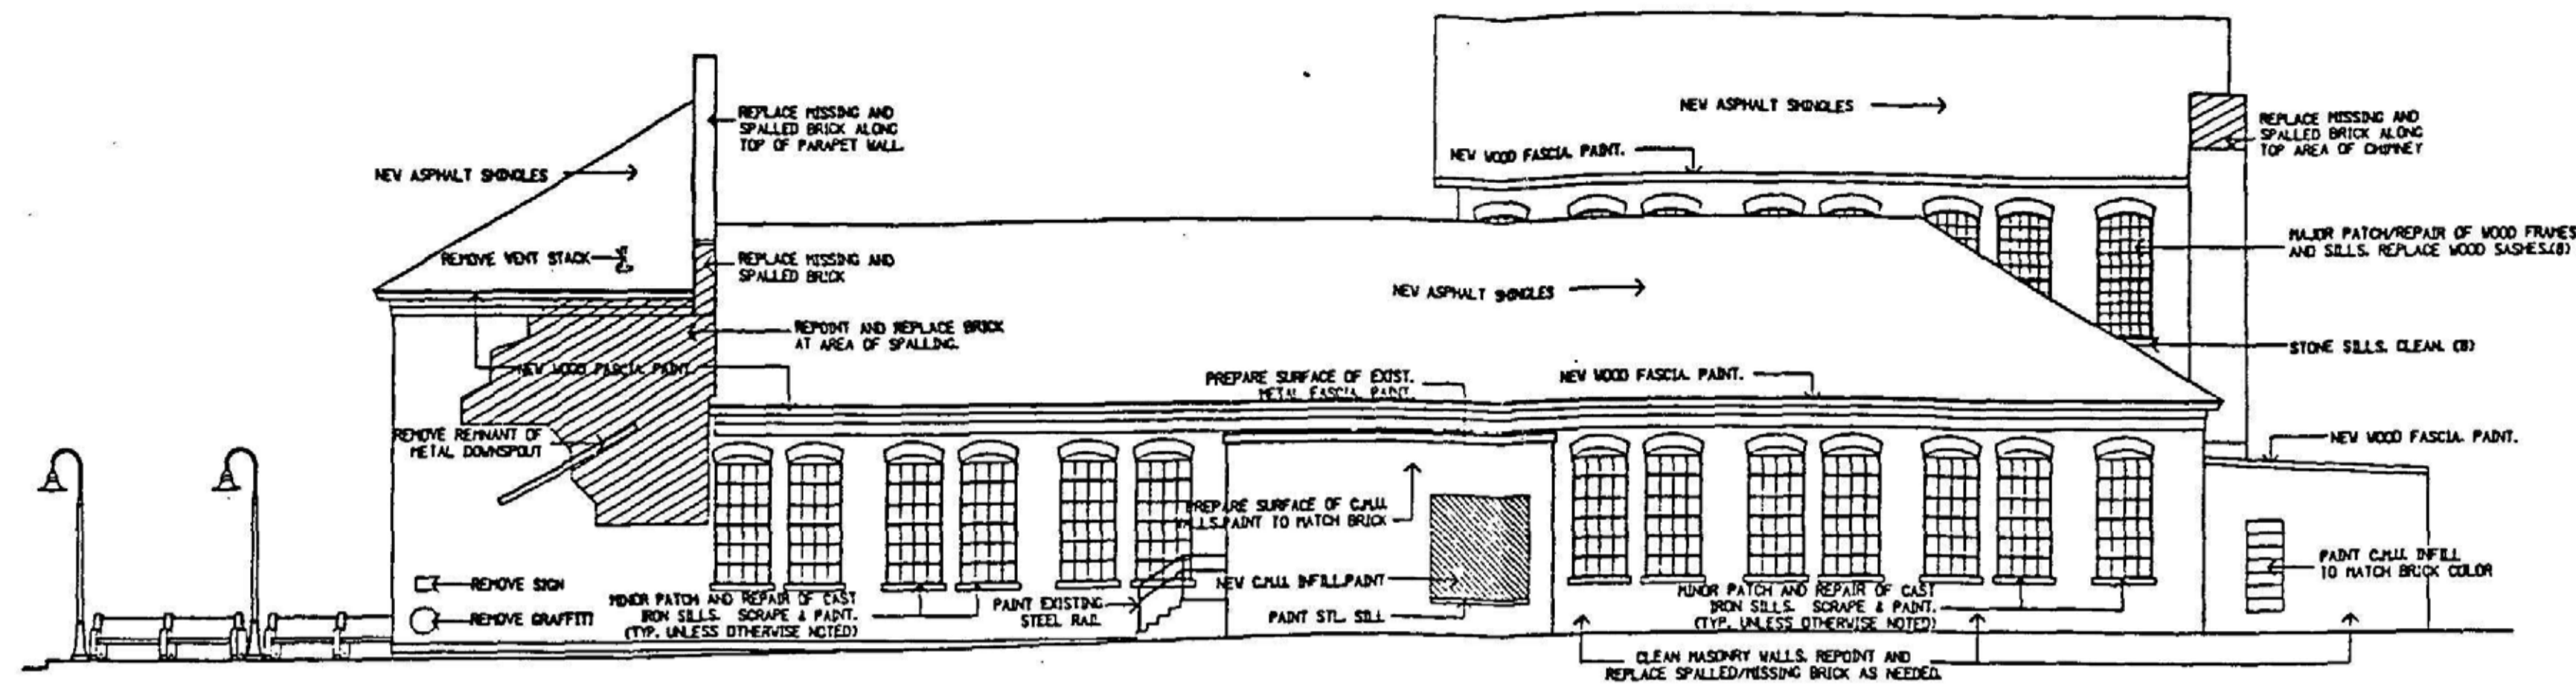 REPLACE MISSING AND
SPALLED BRICK ALONG
TOP OF PARAPET WALL.
NEW ASPHALT SHINGLES
REMOVE VENT STACK
REPLACE MISSING AND
SPALLED BRICK
REPOINT AND REPLACE BRICK
AT AREA OF SPALLING.
NEW WOOD FASCIA. PAINT.
REMOVE REMNANT OF
METAL DOWNSPOUT
REMOVE SIGN
REMOVE GRAFFITI
MINOR PATCH AND REPAIR OF CAST
IRON SILLS. SCRAPE & PAINT.
(TYP. UNLESS OTHERWISE NOTED)
PAINT EXISTING
STEEL RAIL
NEW ASPHALT SHINGLES
NEW WOOD FASCIA. PAINT.
NEW ASPHALT SHINGLES
PREPARE SURFACE OF EXIST.
METAL FASCIA. PAINT.
NEW WOOD FASCIA. PAINT.
PREPARE SURFACE OF C.M.U.
WALLS.PAINT TO MATCH BRICK
NEW C.M.U. INFILL.PAINT
PAINT STL. SILL
MINOR PATCH AND REPAIR OF CAST
IRON SILLS. SCRAPE & PAINT.
(TYP. UNLESS OTHERWISE NOTED)
CLEAN MASONRY WALLS. REPOINT AND
REPLACE SPALLED/MISSING BRICK AS NEEDED.
REPLACE MISSING AND
SPALLED BRICK ALONG
TOP AREA OF CHIMNEY
MAJOR PATCH/REPAIR OF WOOD FRAMES
AND SILLS. REPLACE WOOD SASHES.(8)
STONE SILLS. CLEAN. (8)
NEW WOOD FASCIA. PAINT.
PAINT C.M.U. INFILL
TO MATCH BRICK COLOR